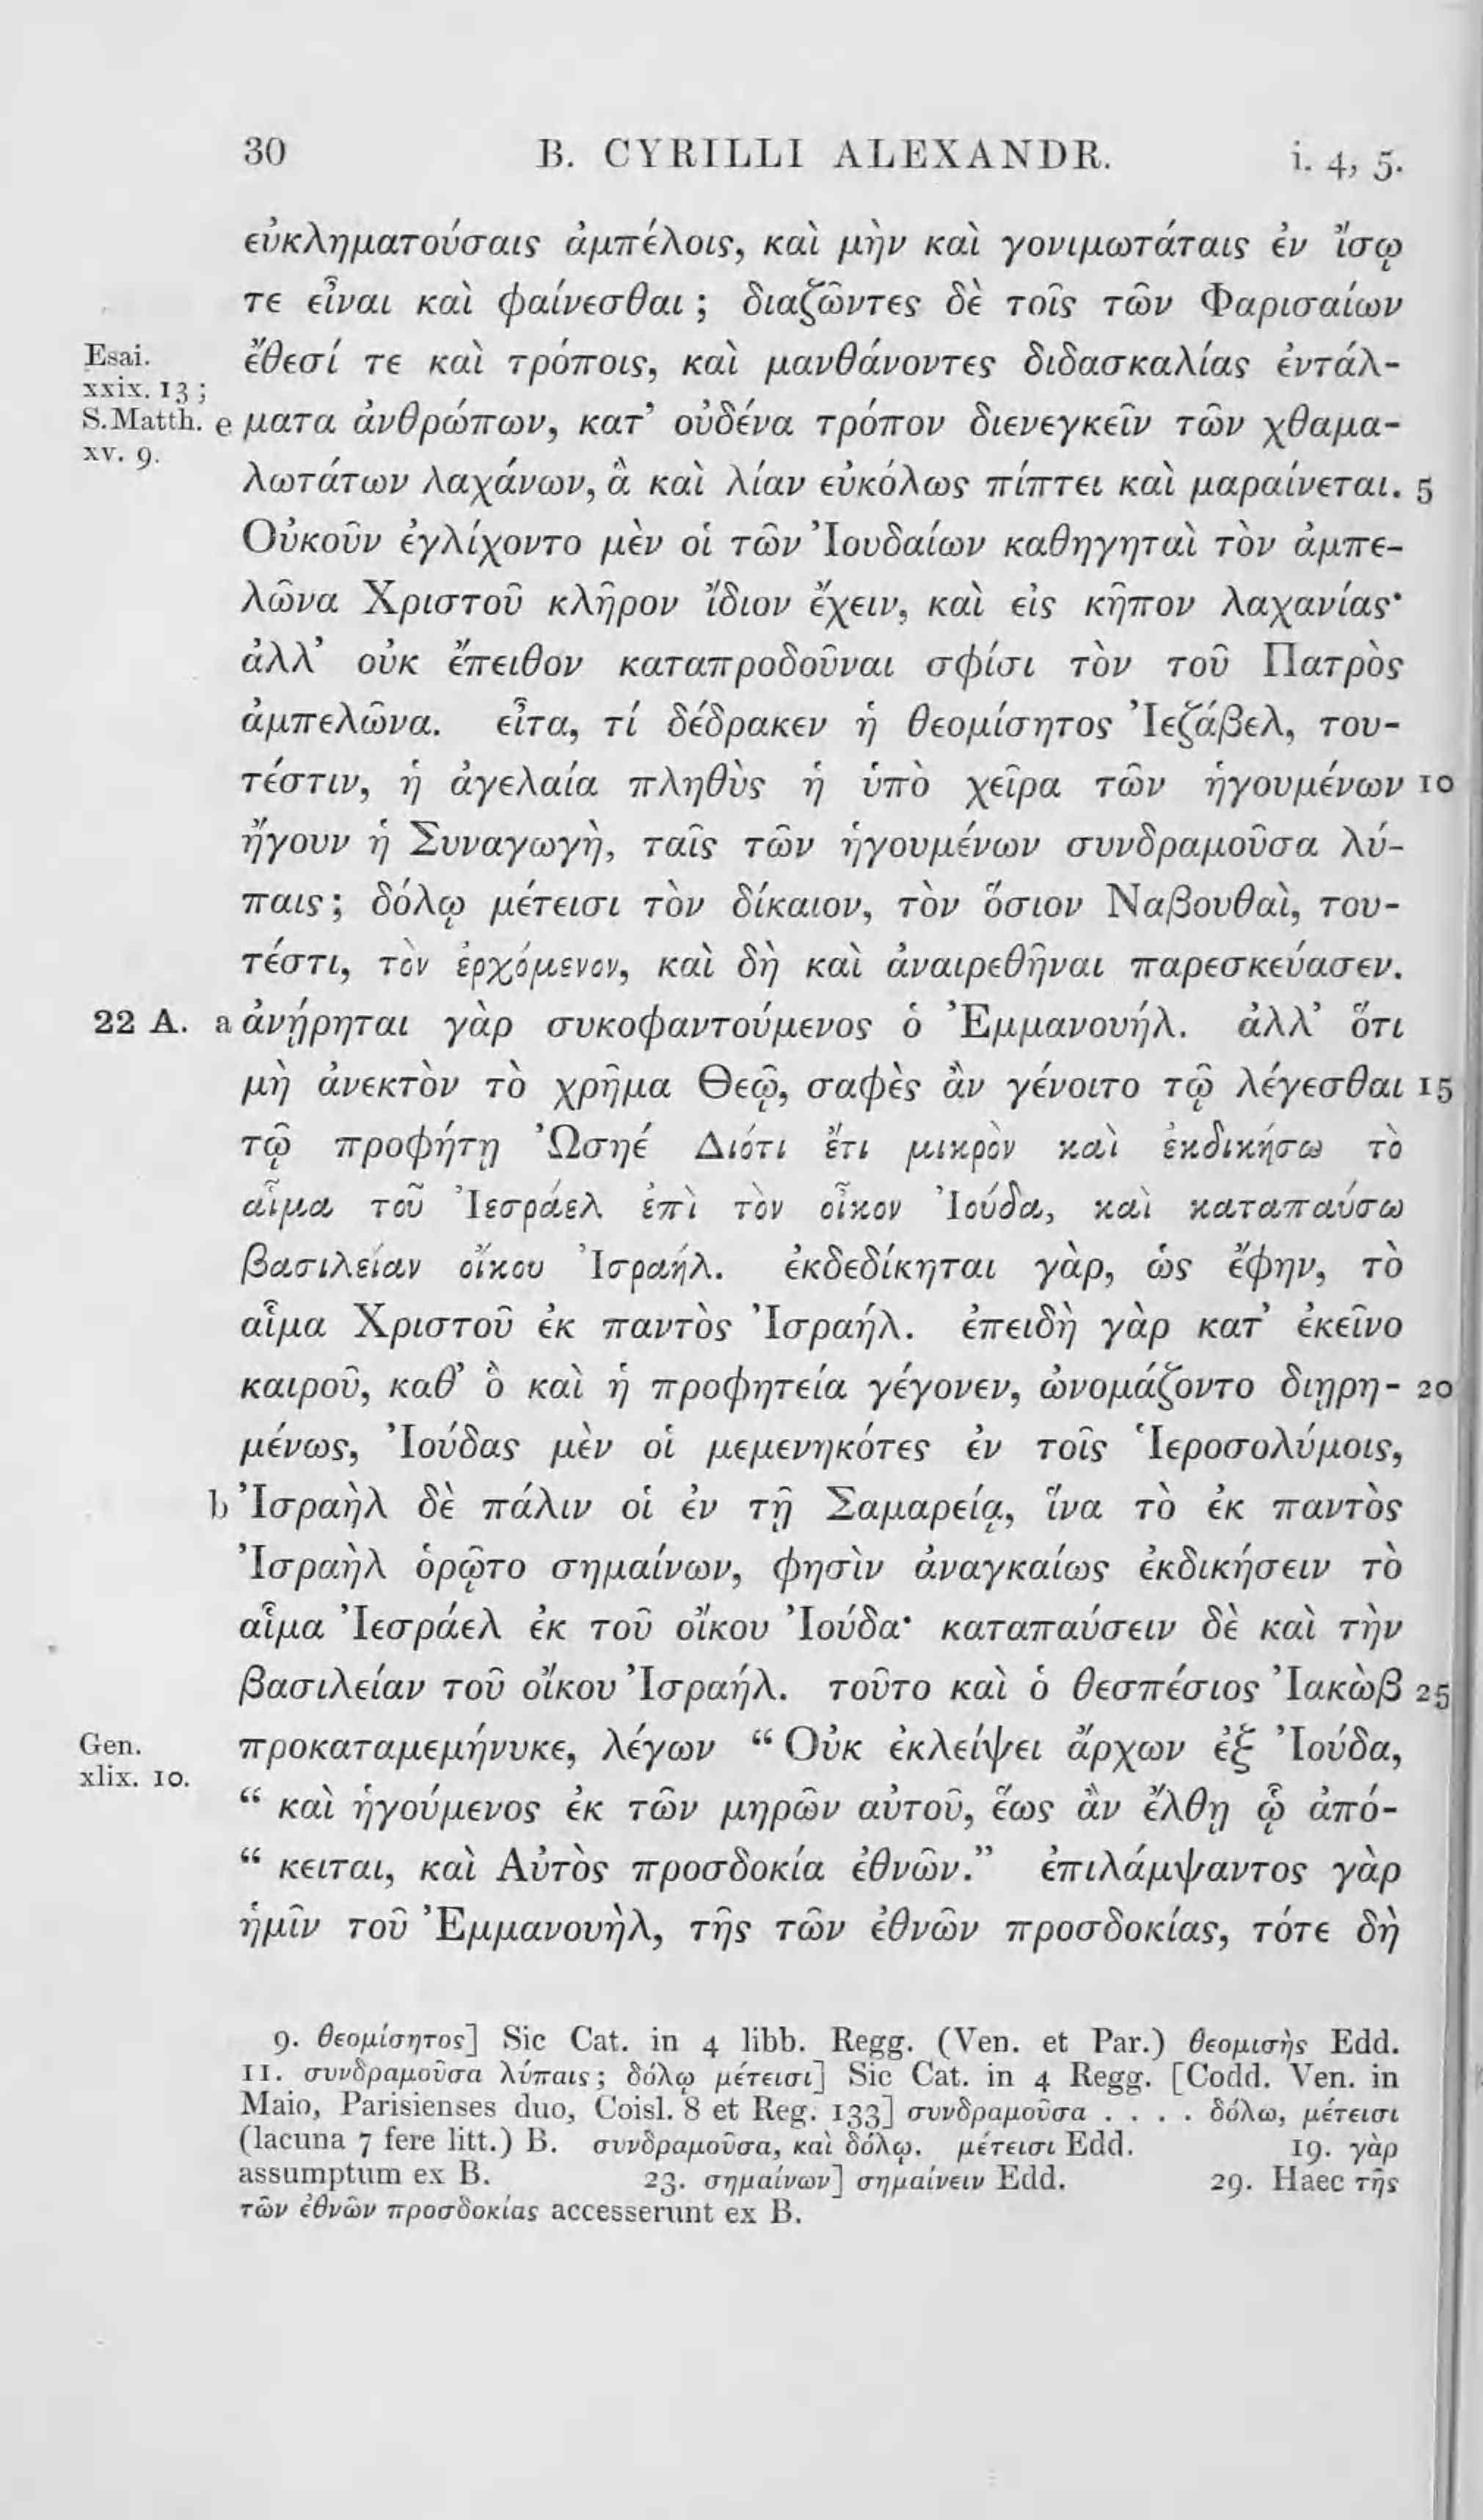 30 B. CYRILLI ALEXANDR. i. 4, 5.
εὐκληματούσαις ἀμπέλοις, καὶ μὴν καὶ γονιμωτάταις ἐν ἴσῳ
τε εἶναι καὶ φαίνεσθαι ; διαζῶντες δὲ τοῖς τῶν Φαρισαίων
Esai. ἔθεσί τε καὶ τρόποις, καὶ μανθάνοντες διδασκαλίας ἐντάλ-
xxix. 13 ;
S. Matth. e ματα ἀνθρώπων, κατ’ οὐδένα τρόπον διενεγκεῖν τῶν χθαμα-
xv. 9.
λωτάτων λαχάνων, ἃ καὶ λίαν εὐκόλως πίπτει καὶ μαραίνεται. 5
Οὐκοῦν ἐγλίχοντο μὲν οἱ τῶν Ἰουδαίων καθηγηταὶ τὸν ἀμπε-
λῶνα Χριστοῦ κλῆρον ἴδιον ἔχειν, καὶ εἰς κῆπον λαχανίας·
ἀλλ’ οὐκ ἔπειθον καταπροδοῦναι σφίσι τὸν τοῦ Πατρὸς
ἀμπελῶνα. εἶτα, τί δέδρακεν ἡ θεομίσητος Ἰεζάβελ, του-
τέστιν, ἡ ἀγελαία πληθὺς ἡ ὑπὸ χεῖρα τῶν ἡγουμένων 10
ἤγουν ἡ Συναγωγὴ, ταῖς τῶν ἡγουμένων συνδραμοῦσα λύ-
παις ; δόλῳ μέτεισι τὸν δίκαιον, τὸν ὅσιον Ναβουθαὶ, του-
τέστι, τὸν ἐρχόμενον, καὶ δὴ καὶ ἀναιρεθῆναι παρεσκεύασεν.
22 A. a ἀνῄρηται γὰρ συκοφαντούμενος ὁ Ἐμμανουήλ. ἀλλ’ ὅτι
μὴ ἀνεκτὸν τὸ χρῆμα Θεῷ, σαφὲς ἂν γένοιτο τῷ λέγεσθαι 15
τῷ προφήτῃ Ὠσηέ Διότι ἔτι μικρὸν καὶ ἐκδικήσω τὸ
αἷμα τοῦ Ἰεσράελ ἐπὶ τὸν οἶκον Ἰούδα, καὶ καταπαύσω
βασιλείαν οἴκου Ἰσραήλ. ἐκδεδίκηται γὰρ, ὡς ἔφην, τὸ
αἷμα Χριστοῦ ἐκ παντὸς Ἰσραήλ. ἐπειδὴ γὰρ κατ’ ἐκεῖνο
καιροῦ, καθ’ ὃ καὶ ἡ προφητεία γέγονεν, ὠνομάζοντο διῃρη- 20
μένως, Ἰούδας μὲν οἱ μεμενηκότες ἐν τοῖς Ἱεροσολύμοις,
b Ἰσραὴλ δὲ πάλιν οἱ ἐν τῇ Σαμαρείᾳ, ἵνα τὸ ἐκ παντὸς
Ἰσραὴλ ὁρῷτο σημαίνων, φησὶν ἀναγκαίως ἐκδικήσειν τὸ
αἷμα Ἰεσράελ ἐκ τοῦ οἴκου Ἰούδα· καταπαύσειν δὲ καὶ τὴν
βασιλείαν τοῦ οἴκου Ἰσραήλ. τοῦτο καὶ ὁ θεσπέσιος Ἰακὼβ 25
Gen. προκαταμεμήνυκε, λέγων “ Οὐκ ἐκλείψει ἄρχων ἐξ Ἰούδα,
xlix. 10.
“ καὶ ἡγούμενος ἐκ τῶν μηρῶν αὐτοῦ, ἕως ἂν ἔλθῃ ᾧ ἀπό-
“ κειται, καὶ Αὐτὸς προσδοκία ἐθνῶν.” ἐπιλάμψαντος γὰρ
ἡμῖν τοῦ Ἐμμανουὴλ, τῆς τῶν ἐθνῶν προσδοκίας, τότε δὴ
9. θεομίσητος] Sic Cat. in 4 libb. Regg. (Ven. et Par.) θεομισὴς Edd.
11. συνδραμοῦσα λύπαις ; δόλῳ μέτεισι] Sic Cat. in 4 Regg. [Codd. Ven. in
Maio, Parisienses duo, Coisl. 8 et Reg. 133] συνδραμοῦσα . . . . δόλω, μέτεισι
(lacuna 7 fere litt.) B. συνδραμοῦσα, καὶ δόλῳ. μέτεισι Edd. 19. γὰρ
assumptum ex B. 23. σημαίνων] σημαίνειν Edd. 29. Haec τῆς
τῶν ἐθνῶν προσδοκίας accesserunt ex B.